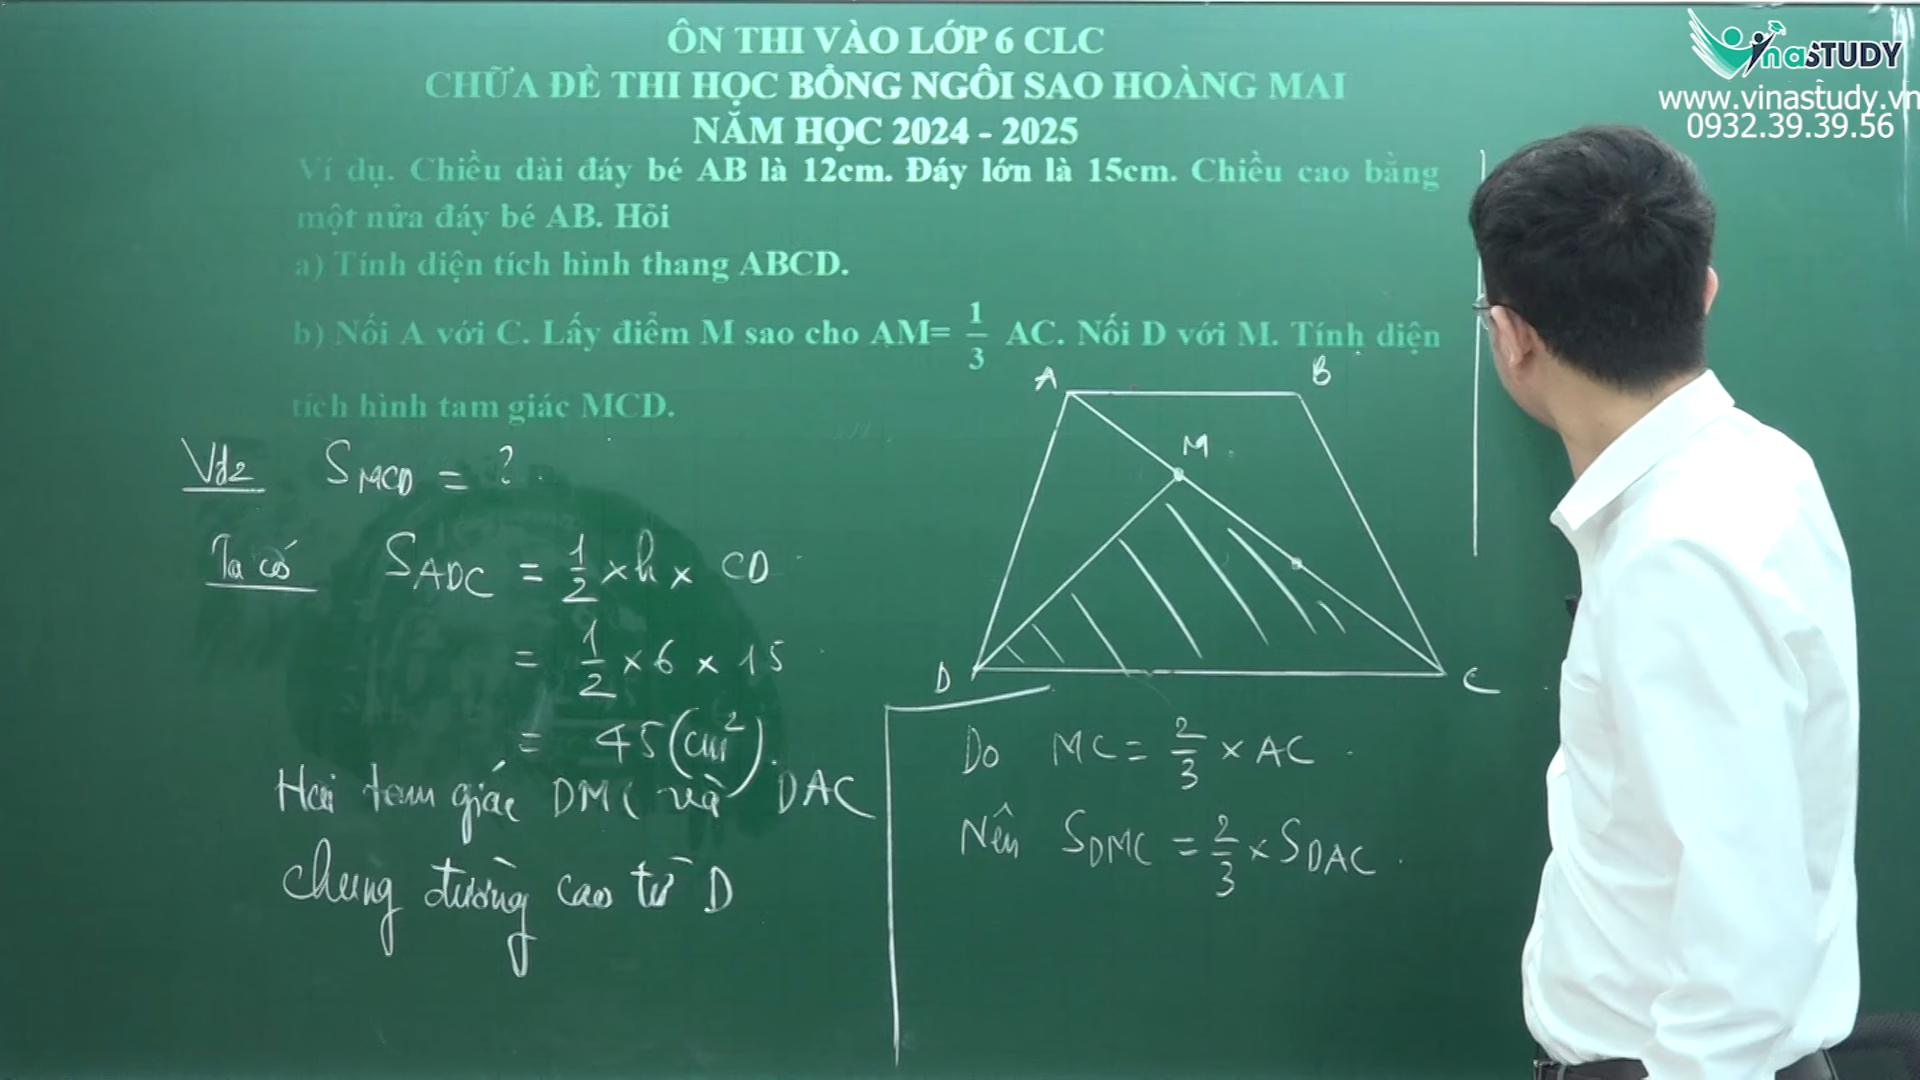 ÔN THI VÀO LỚP 6 CLC
CHỮA ĐỀ THI HỌC BỔNG NGÔI SAO HOÀNG MAI
NĂM HỌC 2024 - 2025
VinaSTUDY
www.vinastudy.vn
0932.39.39.56
Ví dụ. Chiều dài đáy bé AB là 12cm. Đáy lớn là 15cm. Chiều cao bằng
một nửa đáy bé AB. Hỏi
a) Tính diện tích hình thang ABCD.
b) Nối A với C. Lấy điểm M sao cho AM= 1/3 AC. Nối D với M. Tính diện
tích hình tam giác MCD.
A B
M
D C
Vd2 S_MCD = ?
Ta có S_ADC = 1/2 × h × CD
= 1/2 × 6 × 15
= 45 (cm²).
Hai tam giác DMC và DAC
chung đường cao từ D
Do MC = 2/3 × AC
Nên S_DMC = 2/3 × S_DAC